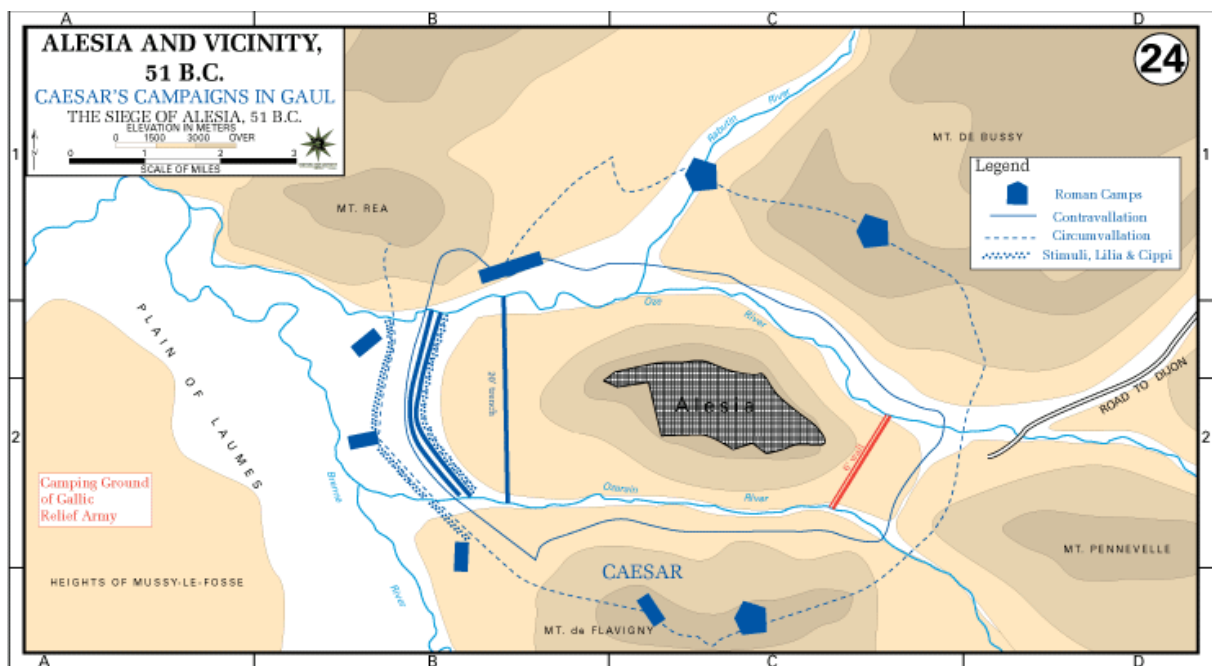 A
B
C
D
ALESIA AND VICINITY,
51 B.C.
CAESAR'S CAMPAIGNS IN GAUL
THE SIEGE OF ALESIA, 51 B.C.
ELEVATION IN METERS
0 1500 3000 OVER
0 1 2 3
SCALE OF MILES
24
1
1
Rabutin River
MT. DE BUSSY
Legend
Roman Camps
Contravallation
Circumvallation
Stimuli, Lilia & Cippi
MT. REA
Oze River
PLAIN OF LAUMES
20' trench
Alesia
6' wall
ROAD TO DIJON
2
2
Camping Ground
of Gallic
Relief Army
Brenne River
Ozerain River
MT. PENNEVELLE
HEIGHTS OF MUSSY-LE-FOSSE
CAESAR
MT. de FLAVIGNY
A
B
C
D